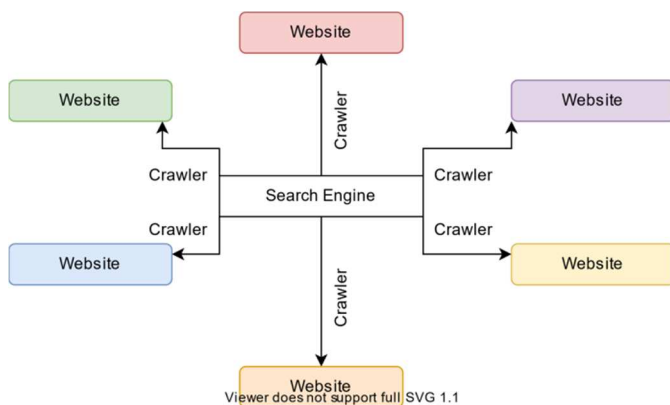 Website
Website
Website
Crawler
Crawler
Crawler
Search Engine
Crawler
Crawler
Website
Website
Crawler
Website
Viewer does not support full SVG 1.1